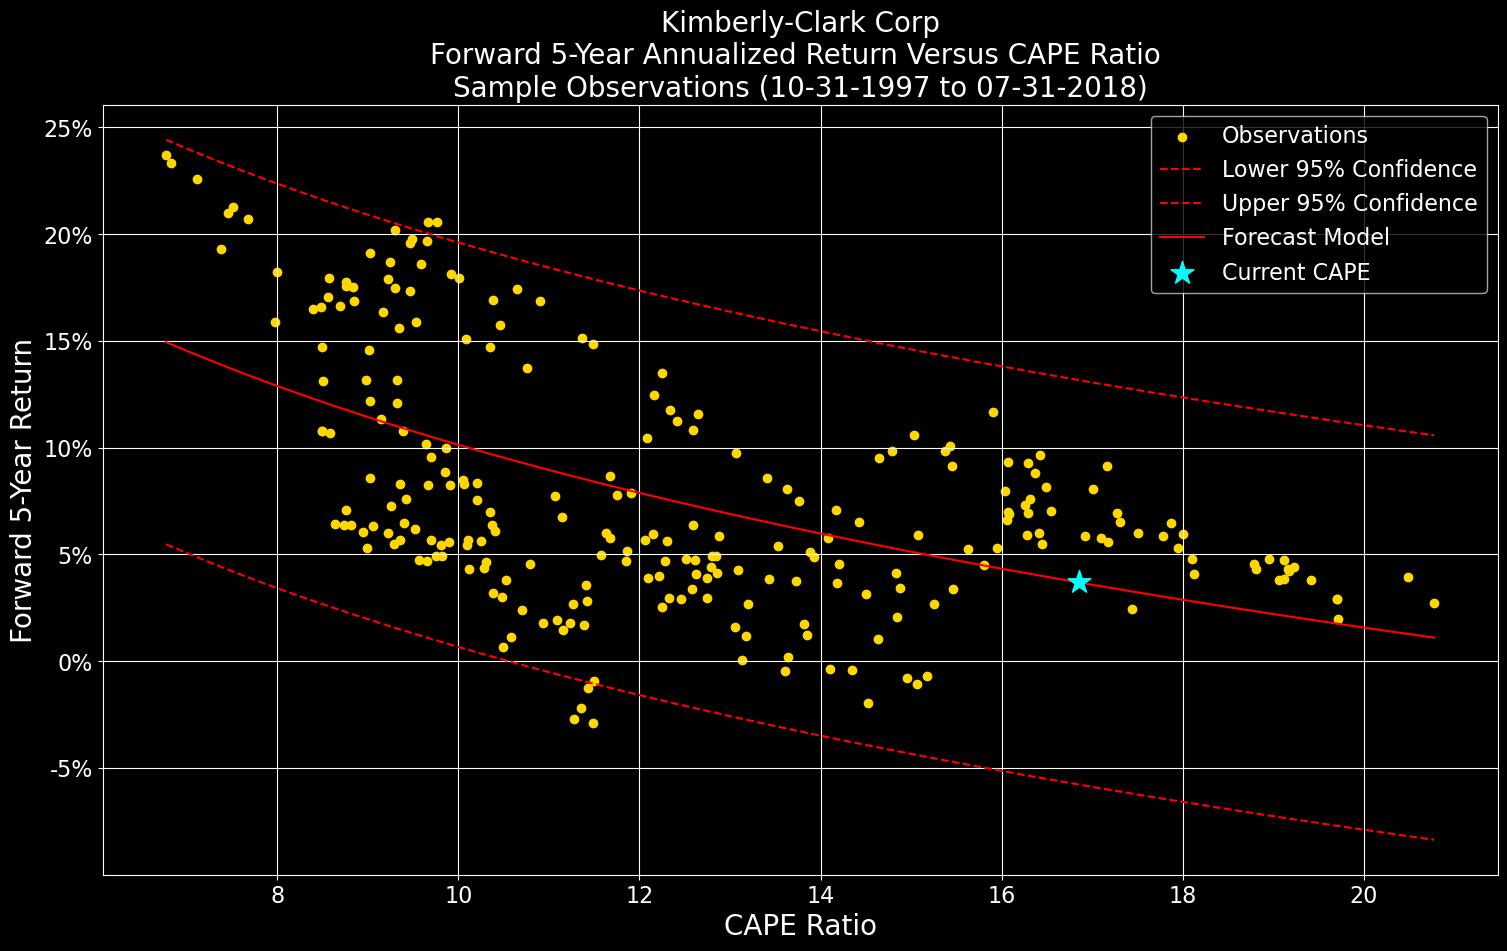 Kimberly-Clark Corp
Forward 5-Year Annualized Return Versus CAPE Ratio
Sample Observations (10-31-1997 to 07-31-2018)
Observations
Lower 95% Confidence
Upper 95% Confidence
Forecast Model
Current CAPE
Forward 5-Year Return
25%
20%
15%
10%
5%
0%
-5%
8 10 12 14 16 18 20
CAPE Ratio